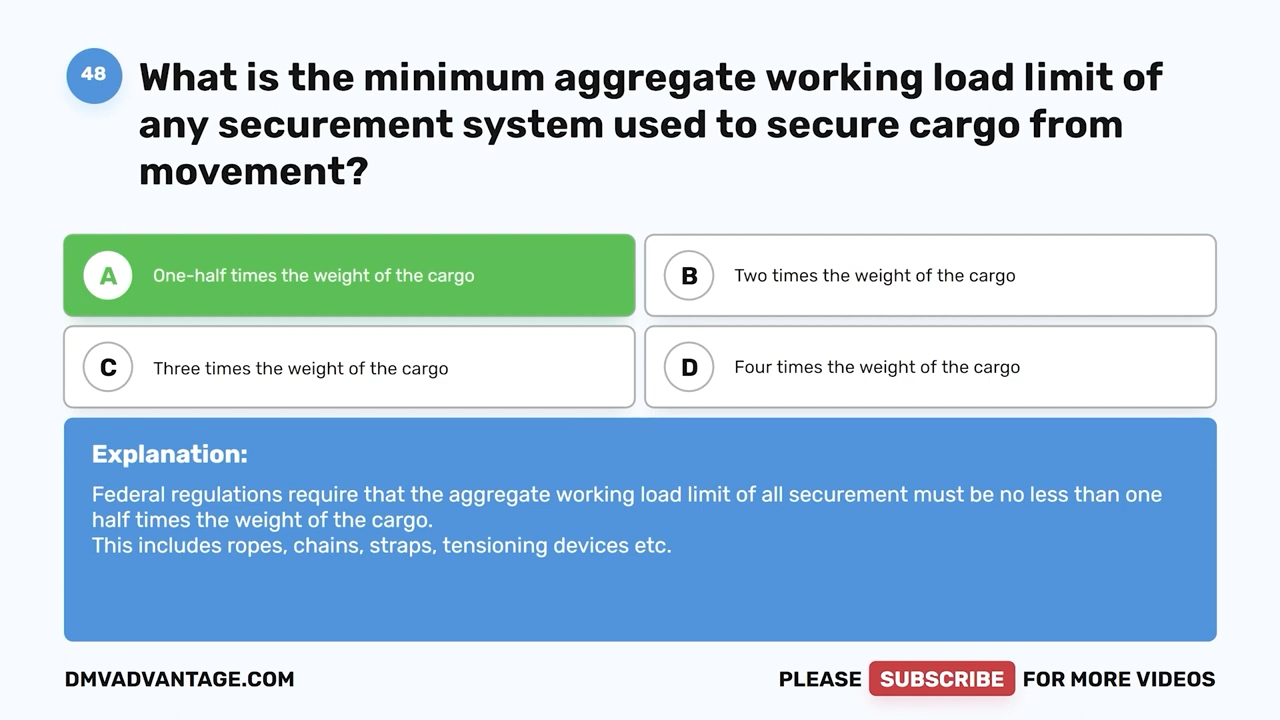 48
What is the minimum aggregate working load limit of
any securement system used to secure cargo from
movement?
A One-half times the weight of the cargo
B Two times the weight of the cargo
C Three times the weight of the cargo
D Four times the weight of the cargo
Explanation:
Federal regulations require that the aggregate working load limit of all securement must be no less than one
half times the weight of the cargo.
This includes ropes, chains, straps, tensioning devices etc.
DMVADVANTAGE.COM
PLEASE SUBSCRIBE FOR MORE VIDEOS